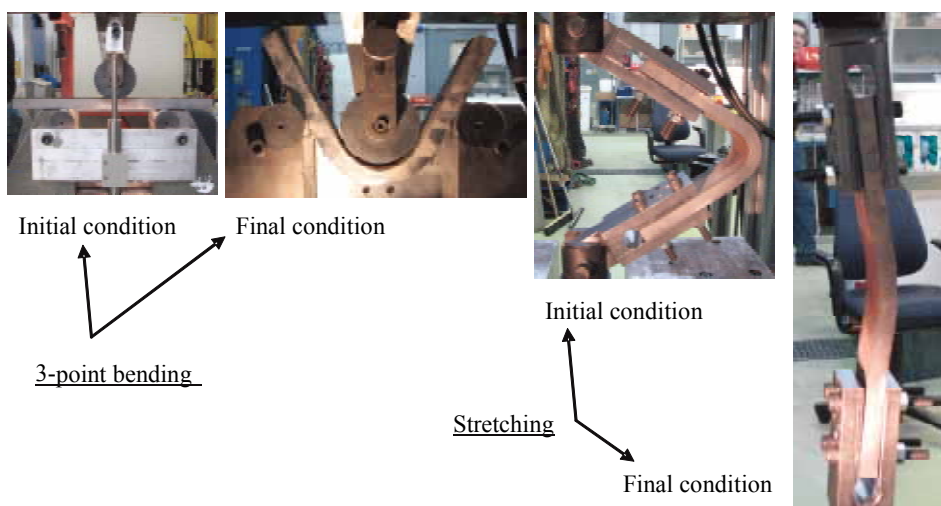 Initial condition
Final condition
3-point bending
Initial condition
Stretching
Final condition